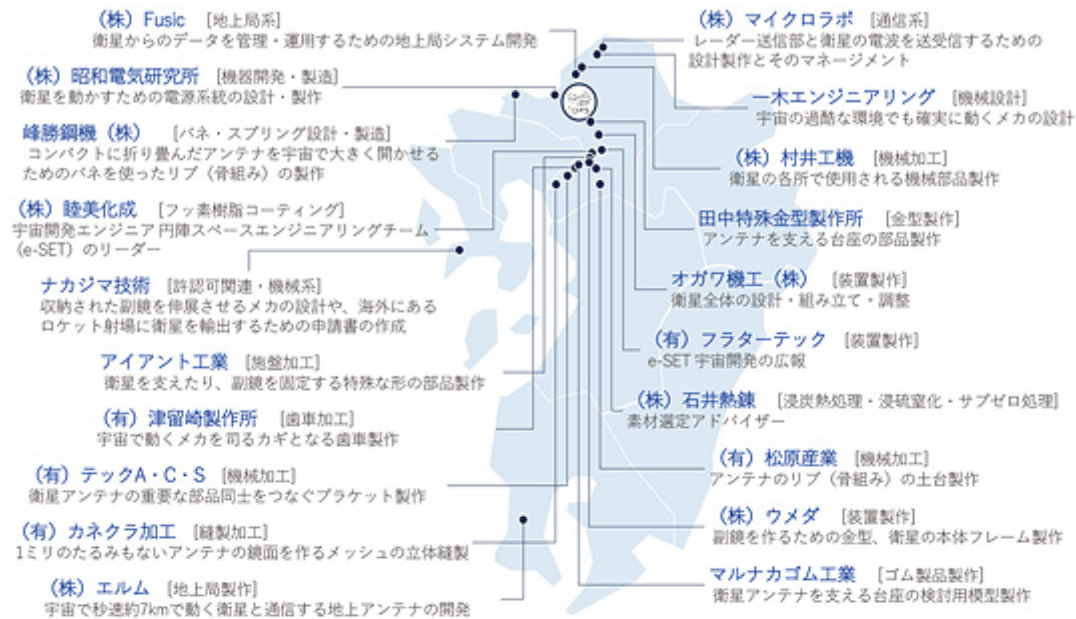 (株) Fusic [地上局系]
衛星からのデータを管理・運用するための地上局システム開発
(株) 昭和電気研究所 [機器開発・製造]
衛星を動かすための電源系統の設計・製作
峰勝鋼機 (株) [バネ・スプリング設計・製造]
コンパクトに折り畳んだアンテナを宇宙で大きく開かせる
ためのバネを使ったリブ（骨組み）の製作
(株) 睦美化成 [フッ素樹脂コーティング]
宇宙開発エンジニア 円陣スペースエンジニアリングチーム
(e-SET) のリーダー
ナカジマ技術 [許認可関連・機械系]
収納された副鏡を伸展させるメカの設計や、海外にある
ロケット射場に衛星を輸出するための申請書の作成
アイアント工業 [施盤加工]
衛星を支えたり、副鏡を固定する特殊な形の部品製作
(有) 津留崎製作所 [歯車加工]
宇宙で動くメカを司るカギとなる歯車製作
(有) テックA・C・S [機械加工]
衛星アンテナの重要な部品同士をつなぐブラケット製作
(有) カネクラ加工 [縫製加工]
1ミリのたるみもないアンテナの鏡面を作るメッシュの立体縫製
(株) エルム [地上局製作]
宇宙で秒速約7kmで動く衛星と通信する地上アンテナの開発
(株) マイクロラボ [通信系]
レーダー送信部と衛星の電波を送受信するための
設計製作とそのマネージメント
一木エンジニアリング [機械設計]
宇宙の過酷な環境でも確実に動くメカの設計
(株) 村井工機 [機械加工]
衛星の各所で使用される機械部品製作
田中特殊金型製作所 [金型製作]
アンテナを支える台座の部品製作
オガワ機工 (株) [装置製作]
衛星全体の設計・組み立て・調整
(有) フラターテック [装置製作]
e-SET 宇宙開発の広報
(株) 石井熱錬 [浸炭熱処理・浸硫窒化・サブゼロ処理]
素材選定アドバイザー
(有) 松原産業 [機械加工]
アンテナのリブ（骨組み）の土台製作
(株) ウメダ [装置製作]
副鏡を作るための金型、衛星の本体フレーム製作
マルナカゴム工業 [ゴム製品製作]
衛星アンテナを支える台座の検討用模型製作